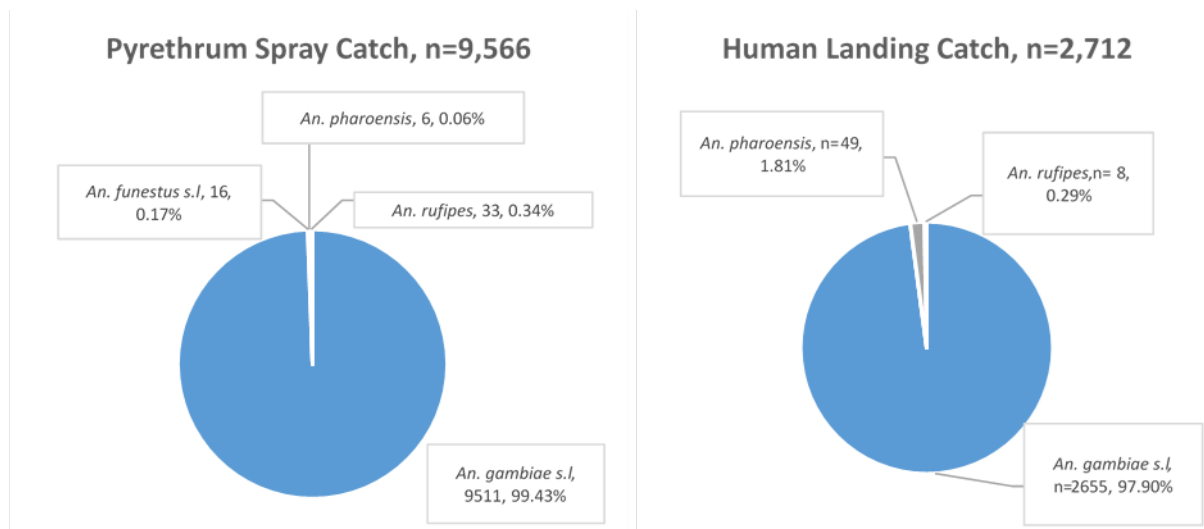 Pyrethrum Spray Catch, n=9,566
An. pharoensis, 6, 0.06%
An. funestus s.l, 16,
0.17%
An. rufipes, 33, 0.34%
An. gambiae s.l,
9511, 99.43%
Human Landing Catch, n=2,712
An. pharoensis, n=49,
1.81%
An. rufipes,n= 8,
0.29%
An. gambiae s.l,
n=2655, 97.90%